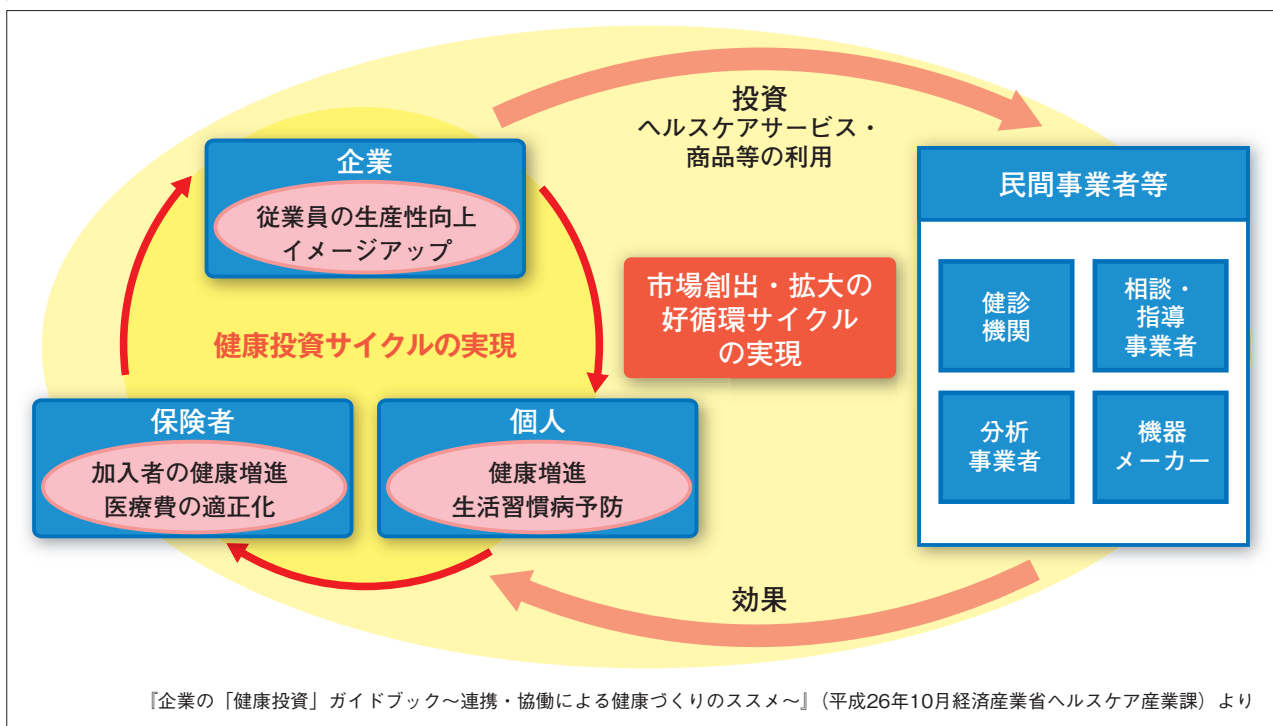 投資
ヘルスケアサービス・
商品等の利用
企業
従業員の生産性向上
イメージアップ
民間事業者等
健診
機関
相談・
指導
事業者
分析
事業者
機器
メーカー
市場創出・拡大の
好循環サイクル
の実現
健康投資サイクルの実現
保険者
加入者の健康増進
医療費の適正化
個人
健康増進
生活習慣病予防
効果
『企業の「健康投資」ガイドブック〜連携・協働による健康づくりのススメ〜』（平成26年10月経済産業省ヘルスケア産業課）より